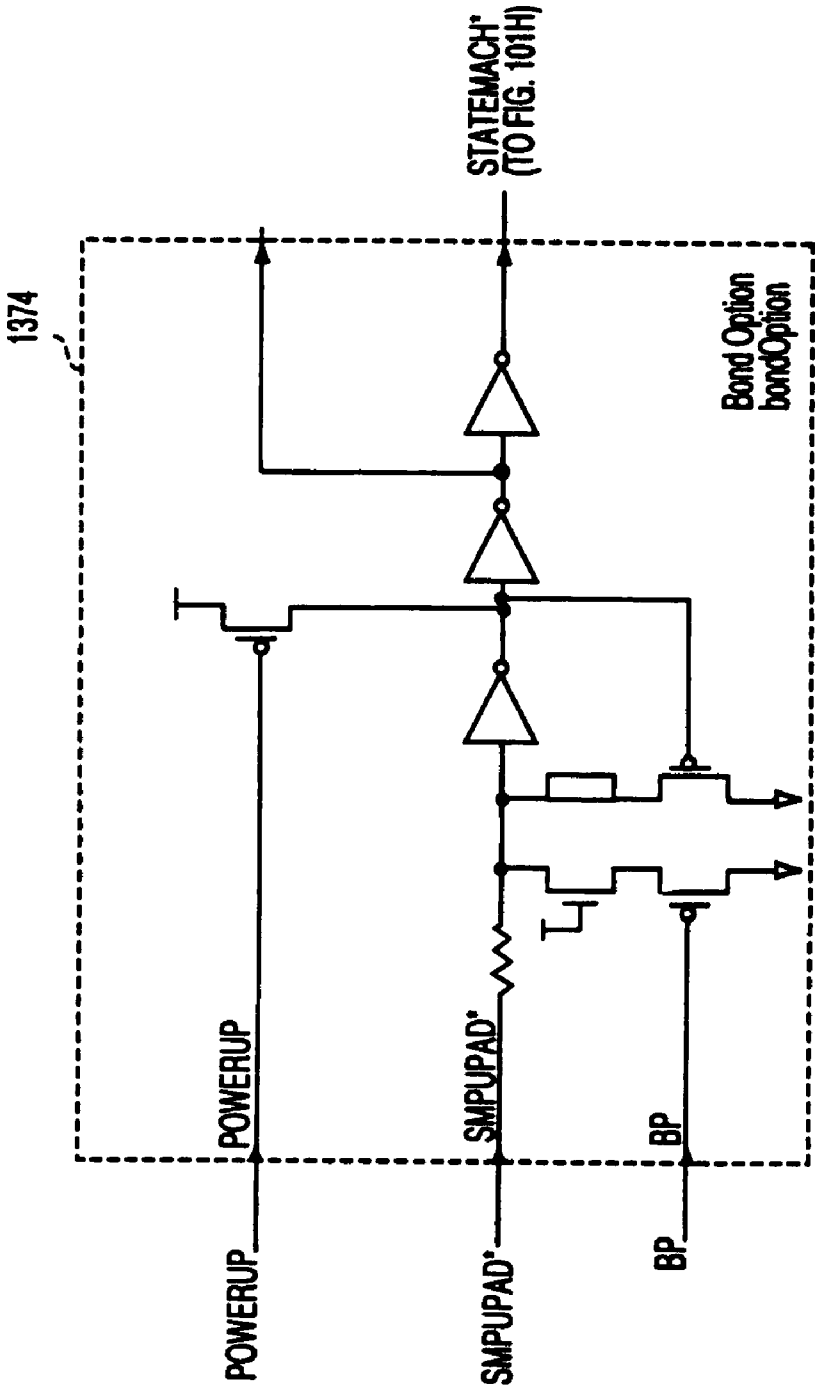 1374
POWERUP
POWERUP
SMPUPAD*
SMPUPAD*
BP
BP
STATEMACH*
(TO FIG. 101H)
Bond Option
bondOption